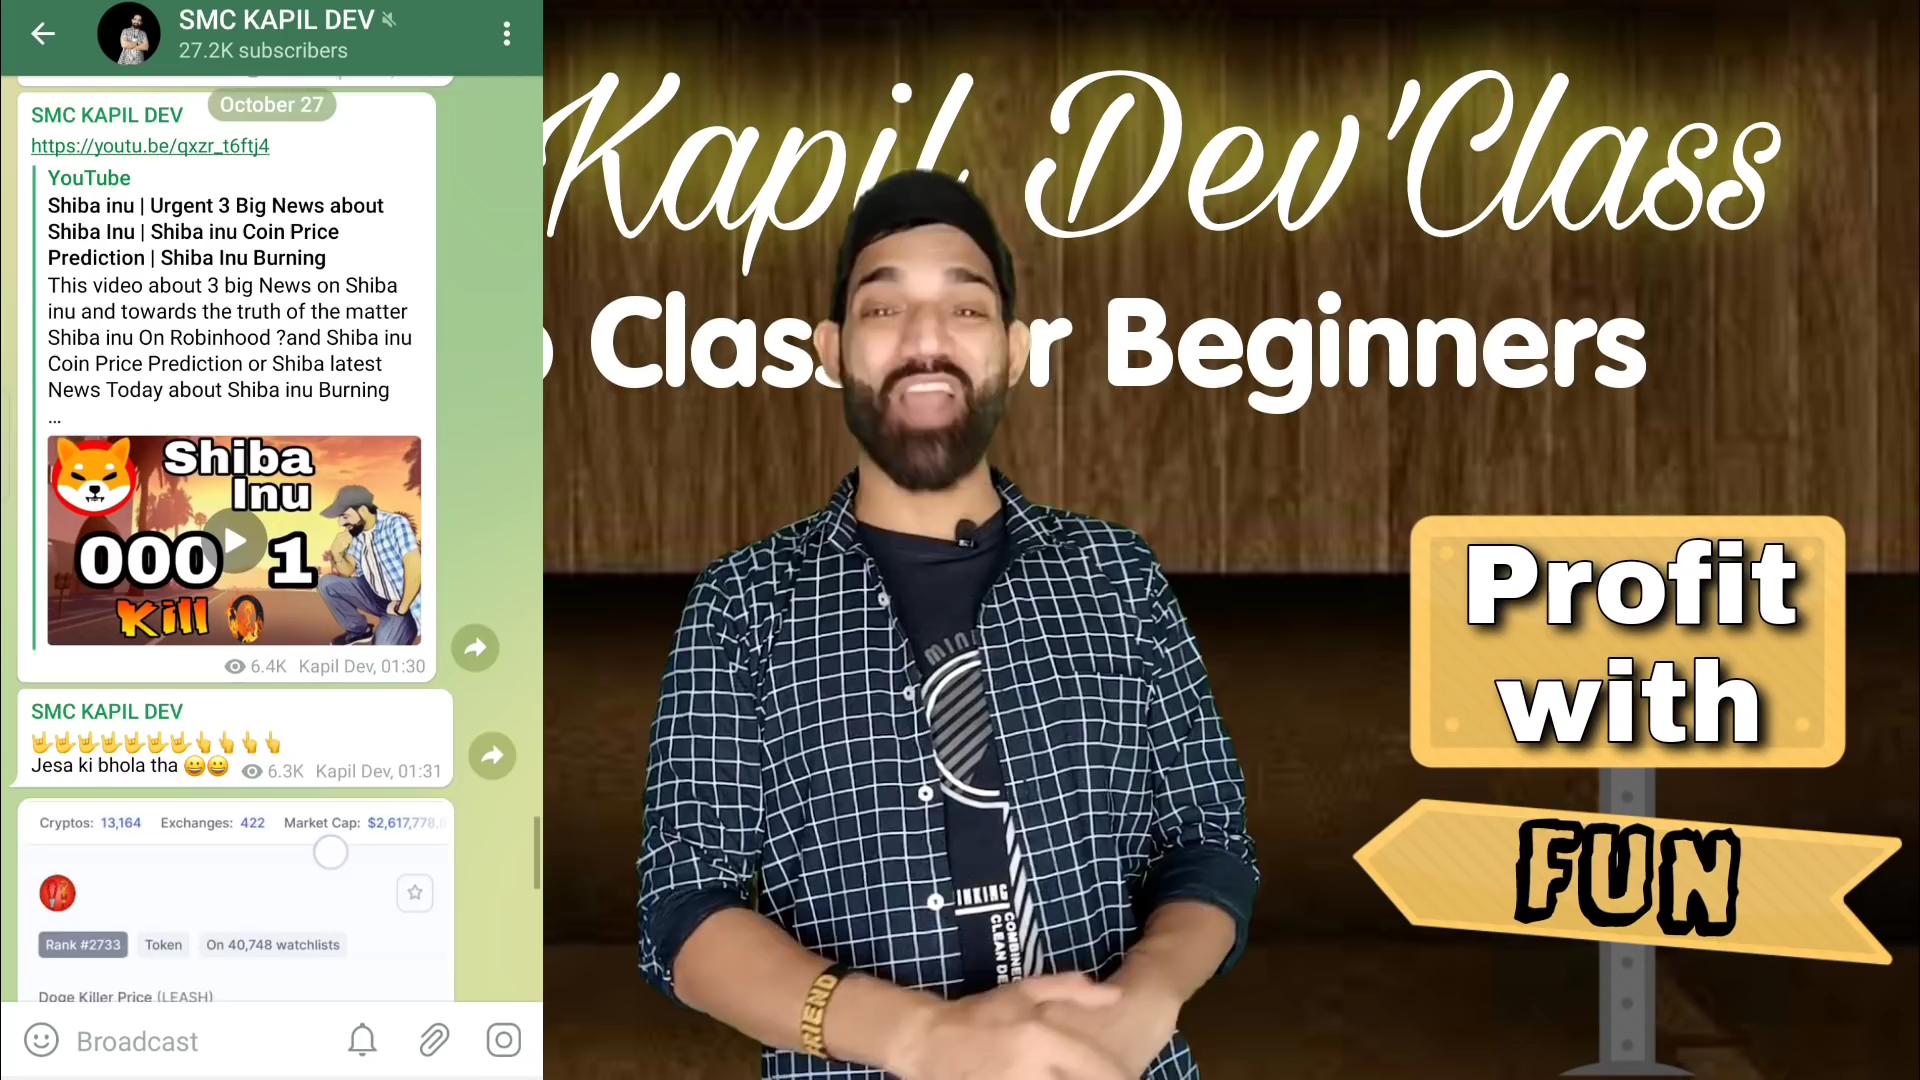 SMC KAPIL DEV
27.2K subscribers
October 27
SMC KAPIL DEV
https://youtu.be/qxzr_t6ftj4
YouTube
Shiba inu | Urgent 3 Big News about
Shiba Inu | Shiba inu Coin Price
Prediction | Shiba Inu Burning
This video about 3 big News on Shiba
inu and towards the truth of the matter
Shiba inu On Robinhood ?and Shiba inu
Coin Price Prediction or Shiba latest
News Today about Shiba inu Burning
...
Shiba
Inu
000 1
Kill
6.4K Kapil Dev, 01:30
SMC KAPIL DEV
Jesa ki bhola tha 😀😀 6.3K Kapil Dev, 01:31
Cryptos: 13,164 Exchanges: 422 Market Cap: $2,617,778,
Rank #2733 Token On 40,748 watchlists
Doge Killer Price (LEASH)
Broadcast
Kapil Dev'Class
Beginners
Profit
with
FUN
FRIEND